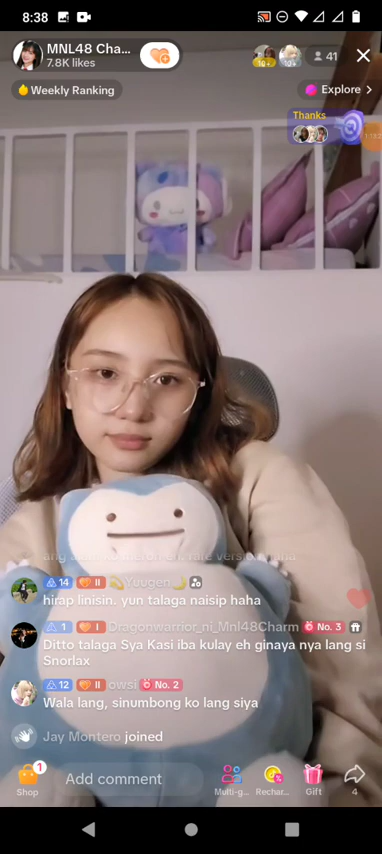 8:38
MNL48 Cha...
7.8K likes
10+
10+
41
Weekly Ranking
Explore >
Thanks
hirap linisin. yun talaga naisip haha
14 II 💫Yuugen🌙
1 I Dragonwarrior_ni_Mnl48Charm No. 3
Ditto talaga Sya Kasi iba kulay eh ginaya nya lang si
Snorlax
12 II owsi No. 2
Wala lang, sinumbong ko lang siya
Jay Montero joined
1
Add comment
Shop
Multi-g...
Rechar...
Gift
4